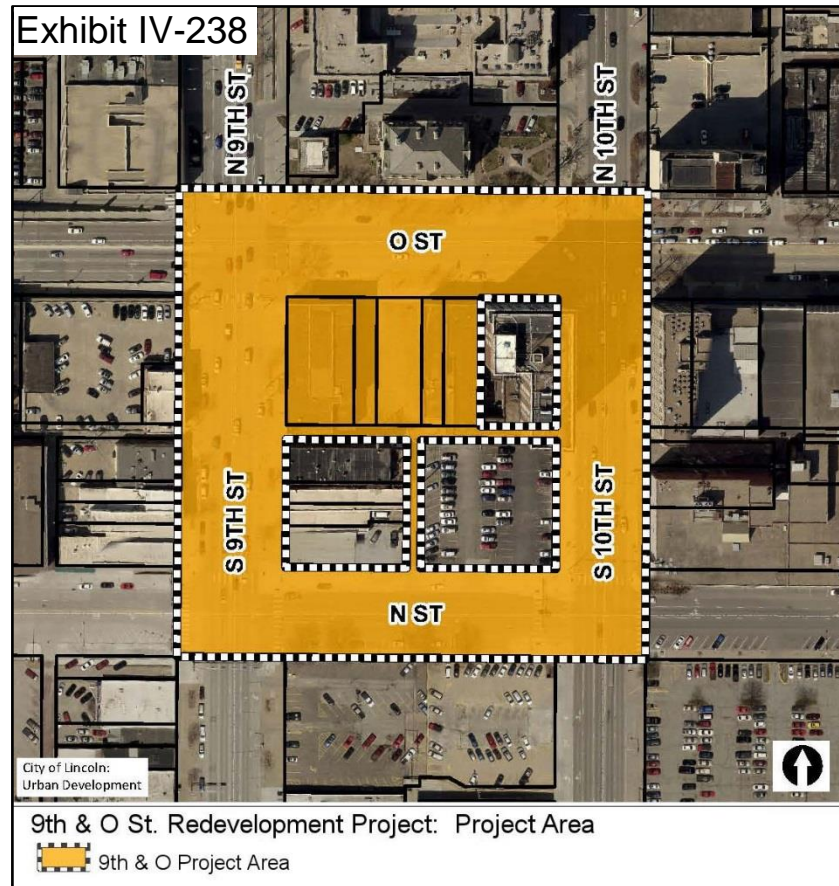 Exhibit IV-238
N 9TH ST
N 10TH ST
O ST
S 9TH ST
S 10TH ST
N ST
City of Lincoln:
Urban Development
9th & O St. Redevelopment Project: Project Area
9th & O Project Area